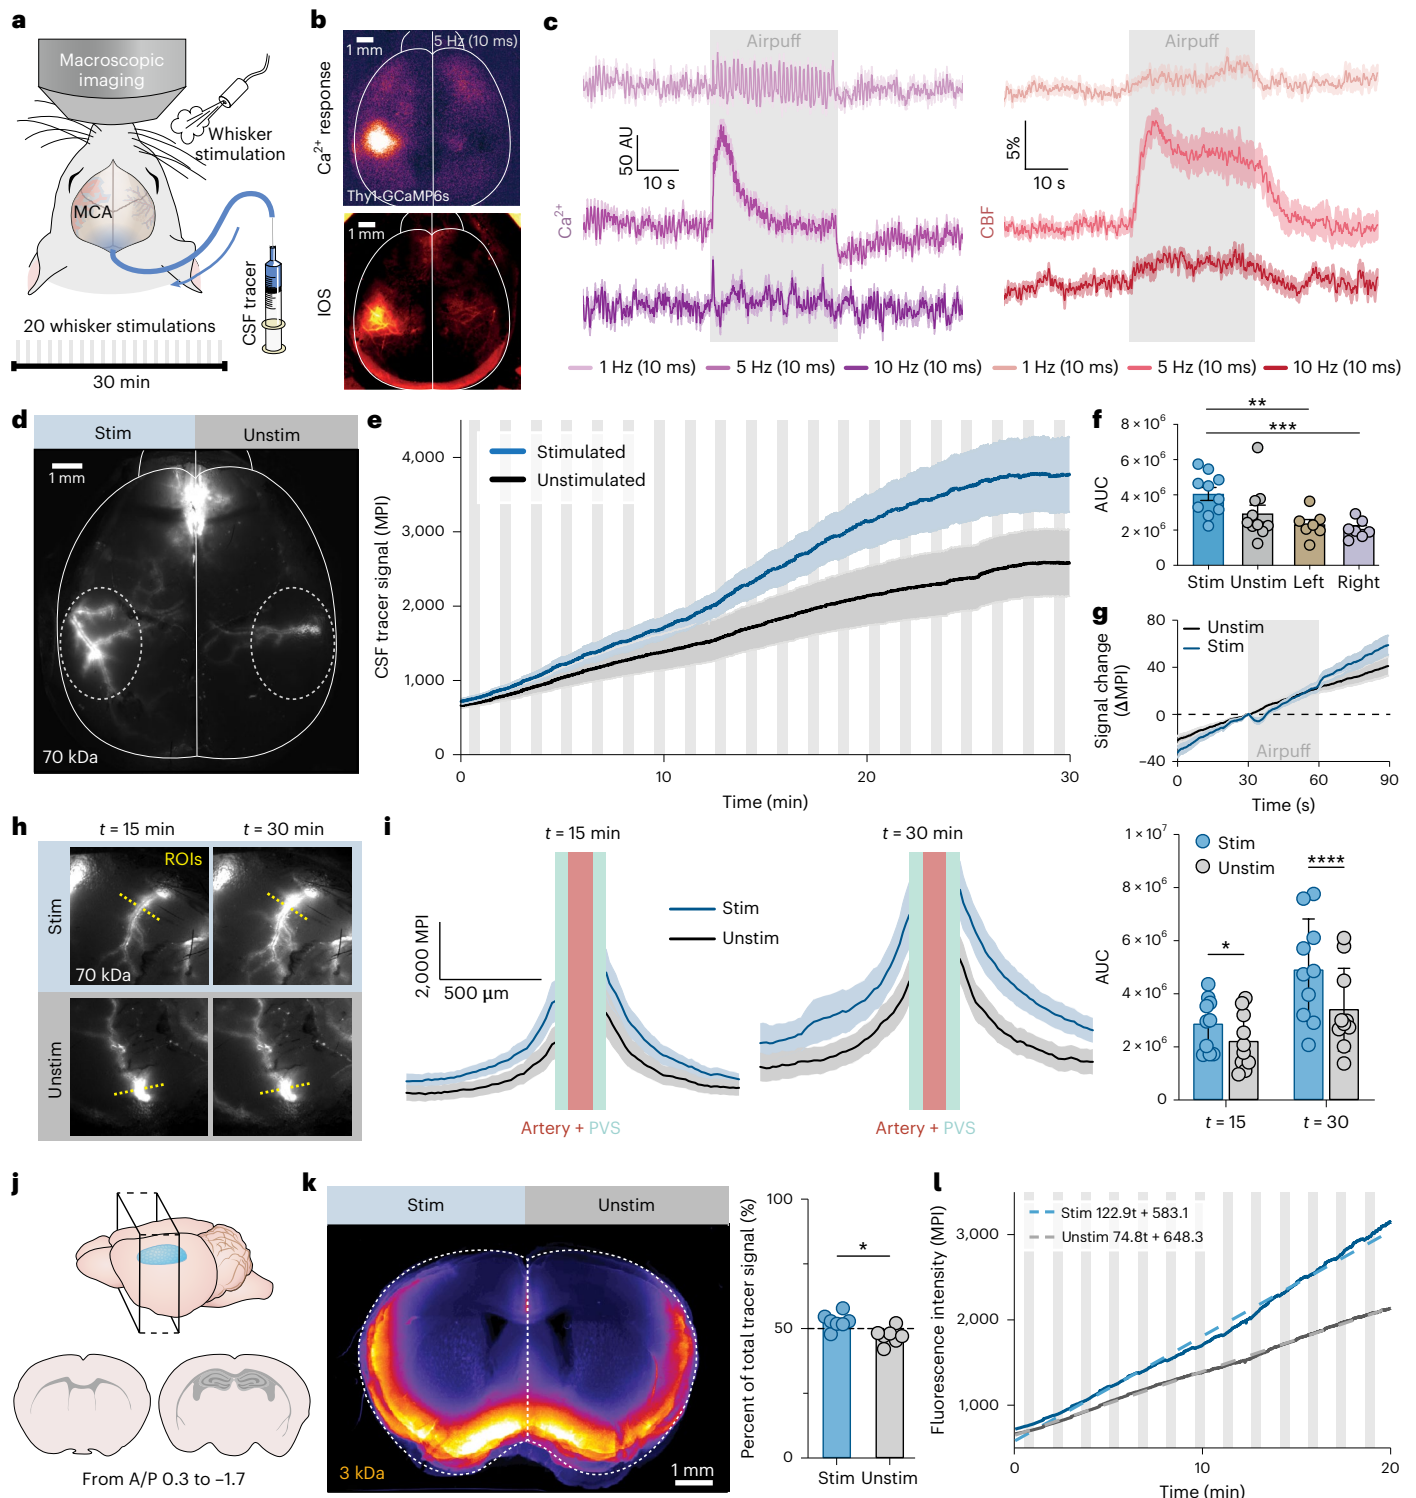 a
Macroscopic
imaging
Whisker
stimulation
MCA
CSF tracer
20 whisker stimulations
30 min
b
Ca2+ response
1 mm
5 Hz (10 ms)
Thy1-GCaMP6s
IOS
1 mm
c
Airpuff
50 AU
10 s
Ca2+
1 Hz (10 ms)
5 Hz (10 ms)
10 Hz (10 ms)
Airpuff
5%
10 s
CBF
1 Hz (10 ms)
5 Hz (10 ms)
10 Hz (10 ms)
d
Stim
Unstim
1 mm
70 kDa
e
CSF tracer signal (MPI)
4,000
3,000
2,000
1,000
0
Stimulated
Unstimulated
0
10
20
30
Time (min)
f
AUC
8 × 10^6
6 × 10^6
4 × 10^6
2 × 10^6
0
**
***
Stim
Unstim
Left
Right
g
Signal change
(ΔMPI)
80
40
0
−40
Unstim
Stim
Airpuff
0
30
60
90
Time (s)
h
t = 15 min
t = 30 min
Stim
ROIs
70 kDa
Unstim
i
t = 15 min
2,000 MPI
500 µm
Artery + PVS
Stim
Unstim
t = 30 min
Artery + PVS
AUC
1 × 10^7
8 × 10^6
6 × 10^6
4 × 10^6
2 × 10^6
0
Stim
Unstim
*
****
t = 15
t = 30
j
From A/P 0.3 to −1.7
k
Stim
Unstim
3 kDa
1 mm
Percent of total tracer signal (%)
100
50
0
*
Stim
Unstim
l
Fluorescence intensity (MPI)
3,000
2,000
1,000
Stim 122.9t + 583.1
Unstim 74.8t + 648.3
0
10
20
Time (min)